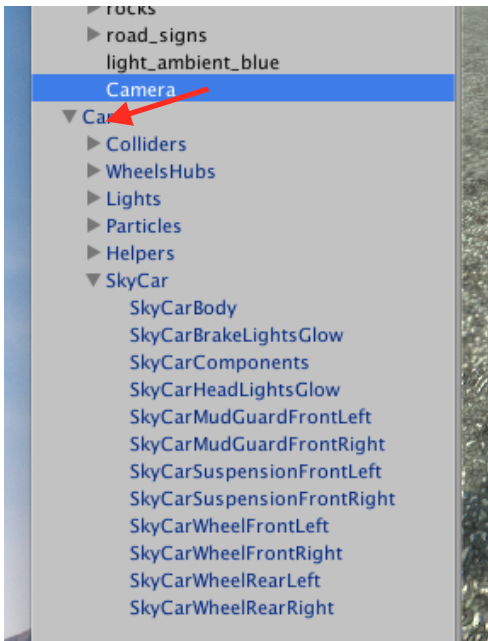 rocks
road_signs
light_ambient_blue
Camera
Car
Colliders
WheelsHubs
Lights
Particles
Helpers
SkyCar
SkyCarBody
SkyCarBrakeLightsGlow
SkyCarComponents
SkyCarHeadLightsGlow
SkyCarMudGuardFrontLeft
SkyCarMudGuardFrontRight
SkyCarSuspensionFrontLeft
SkyCarSuspensionFrontRight
SkyCarWheelFrontLeft
SkyCarWheelFrontRight
SkyCarWheelRearLeft
SkyCarWheelRearRight